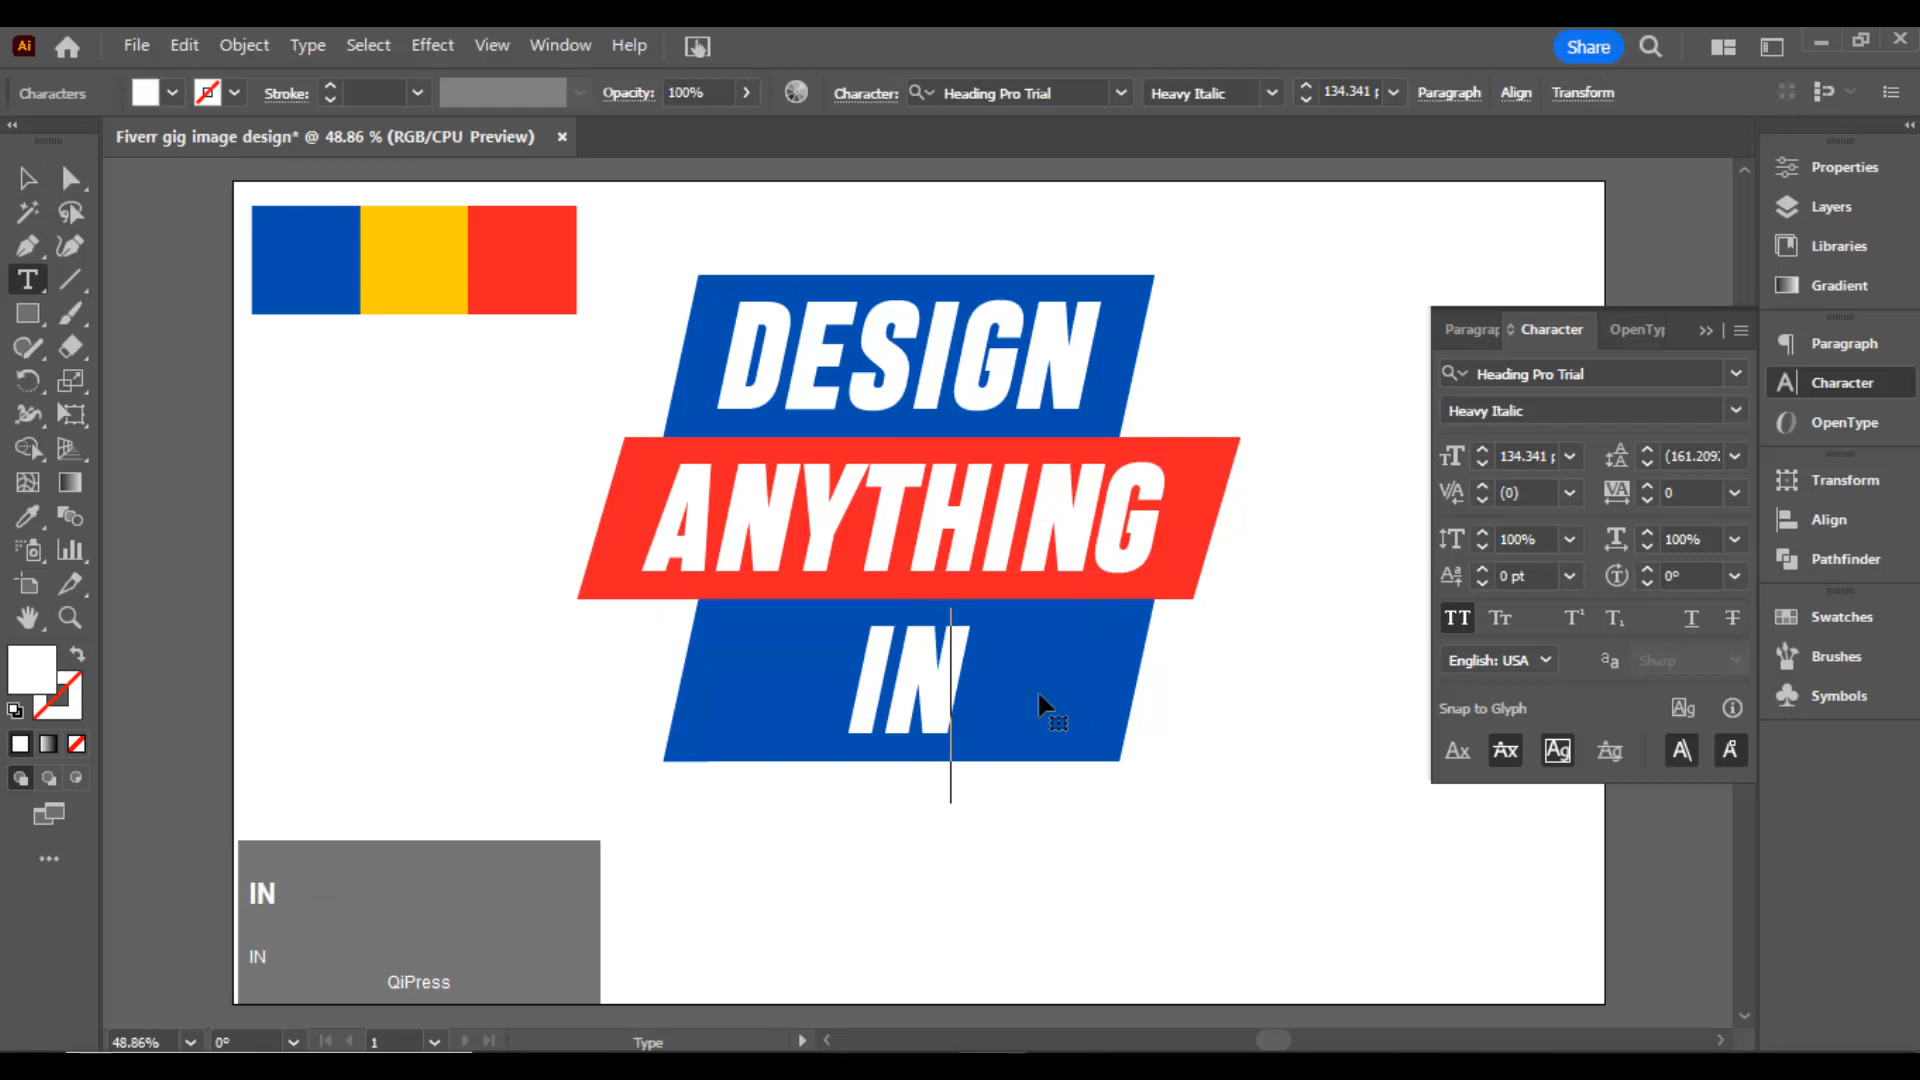 Ai
File Edit Object Type Select Effect View Window Help
Share
Characters
Stroke:
Opacity: 100%
Character: Heading Pro Trial
Heavy Italic
134.341 p
Paragraph Align Transform
Fiverr gig image design* @ 48.86 % (RGB/CPU Preview)
DESIGN
ANYTHING
IN
IN
IN
QiPress
Paragrap Character OpenTyp
Heading Pro Trial
Heavy Italic
134.341 p
(161.209
(0)
0
100%
100%
0 pt
0°
English: USA
Sharp
Snap to Glyph
Properties
Layers
Libraries
Gradient
Paragraph
Character
OpenType
Transform
Align
Pathfinder
Swatches
Brushes
Symbols
48.86% 0° 1 Type